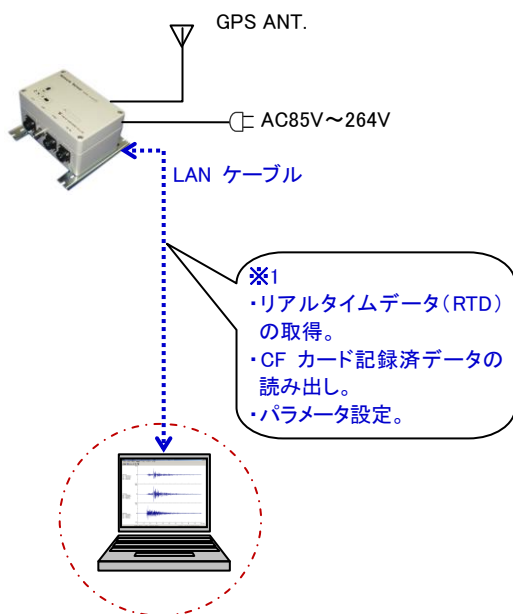 GPS ANT.
AC85V～264V
LAN ケーブル
※1
・リアルタイムデータ（RTD）
の取得。
・CF カード記録済データの
読み出し。
・パラメータ設定。